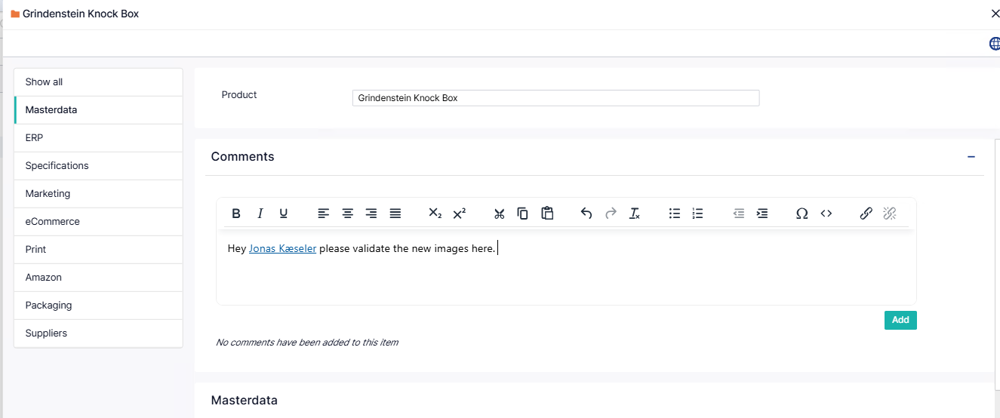 Grindenstein Knock Box
Show all
Masterdata
ERP
Specifications
Marketing
eCommerce
Print
Amazon
Packaging
Suppliers
Product
Grindenstein Knock Box
Comments
B I U X₂ X² Ω <>
Hey Jonas Kæseler please validate the new images here.
Add
No comments have been added to this item
Masterdata